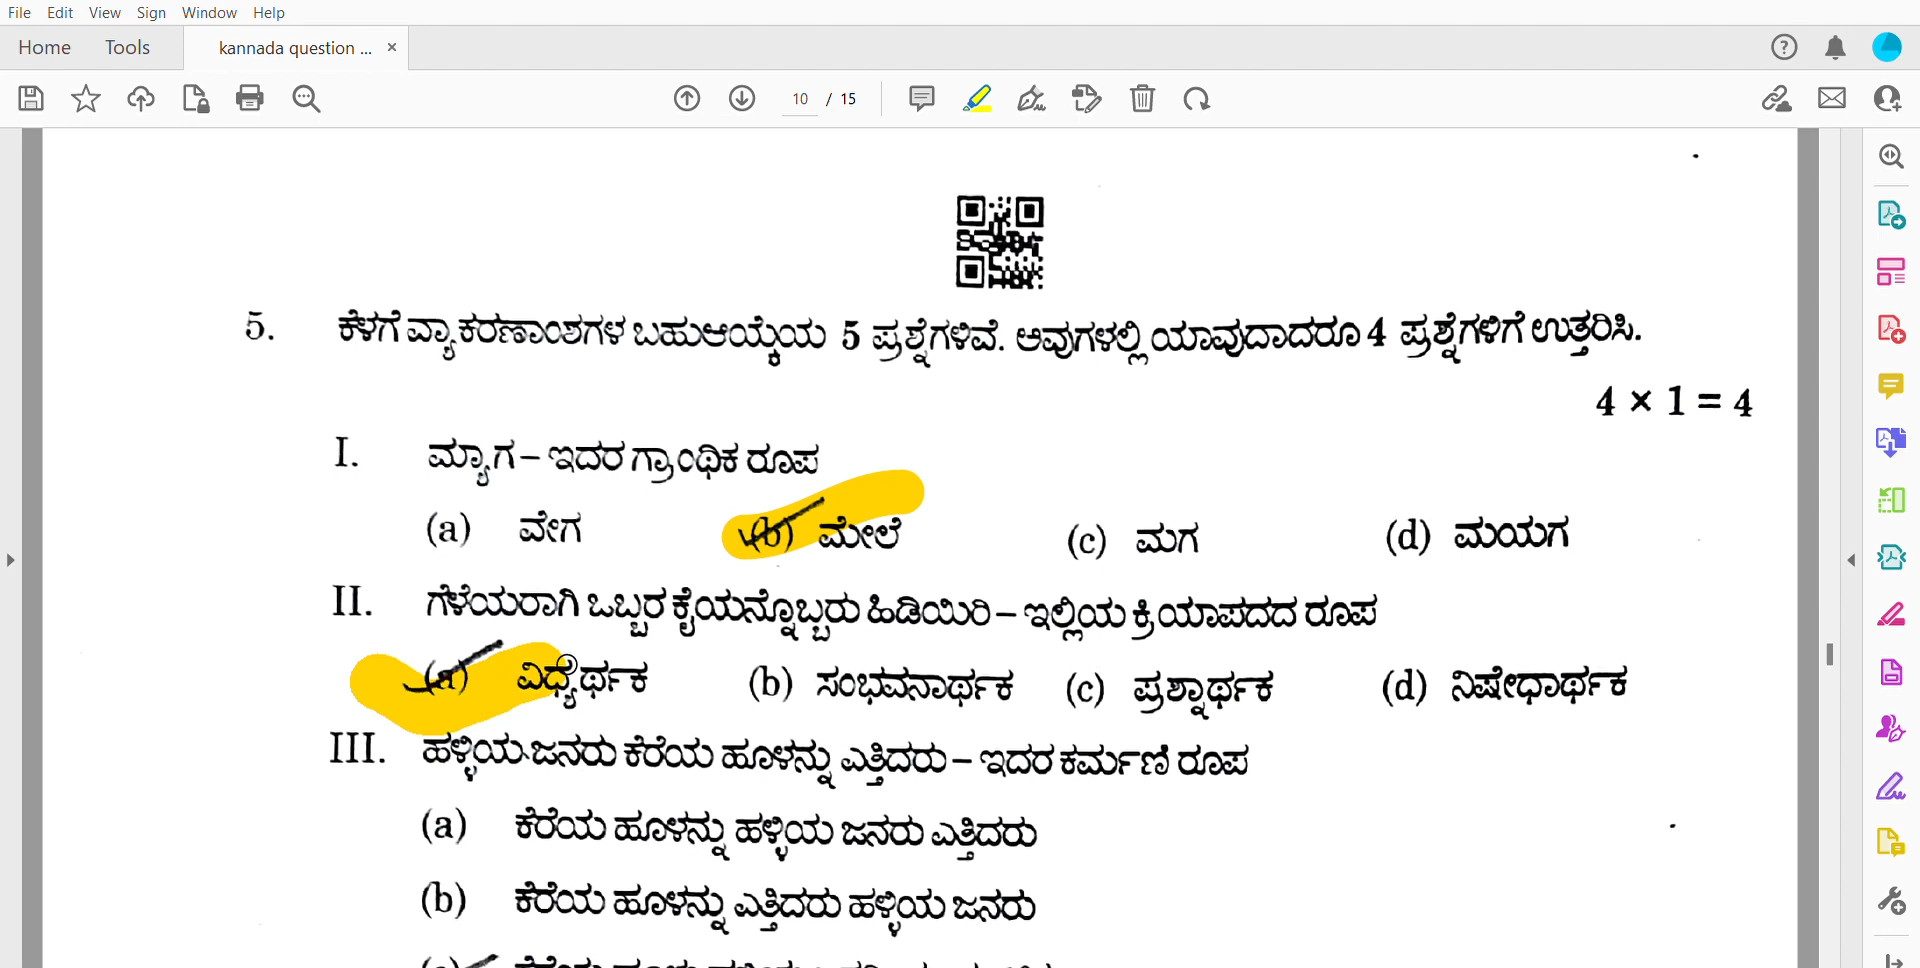 File Edit View Sign Window Help
Home Tools kannada question ... ×
10 / 15
5. ಕೆಳಗೆ ವ್ಯಾಕರಣಾಂಶಗಳ ಬಹುಆಯ್ಕೆಯ 5 ಪ್ರಶ್ನೆಗಳಿವೆ. ಅವುಗಳಲ್ಲಿ ಯಾವುದಾದರೂ 4 ಪ್ರಶ್ನೆಗಳಿಗೆ ಉತ್ತರಿಸಿ.
4 × 1 = 4
I. ಮ್ಯಾಗ – ಇದರ ಗ್ರಾಂಥಿಕ ರೂಪ
(a) ವೇಗ (b) ಮೇಲೆ (c) ಮಗ (d) ಮಯಗ
II. ಗೆಳೆಯರಾಗಿ ಒಬ್ಬರ ಕೈಯನ್ನೊಬ್ಬರು ಹಿಡಿಯಿರಿ – ಇಲ್ಲಿಯ ಕ್ರಿಯಾಪದದ ರೂಪ
(a) ವಿಧ್ಯರ್ಥಕ (b) ಸಂಭವನಾರ್ಥಕ (c) ಪ್ರಶ್ನಾರ್ಥಕ (d) ನಿಷೇಧಾರ್ಥಕ
III. ಹಳ್ಳಿಯ ಜನರು ಕೆರೆಯ ಹೂಳನ್ನು ಎತ್ತಿದರು – ಇದರ ಕರ್ಮಣಿ ರೂಪ
(a) ಕೆರೆಯ ಹೂಳನ್ನು ಹಳ್ಳಿಯ ಜನರು ಎತ್ತಿದರು
(b) ಕೆರೆಯ ಹೂಳನ್ನು ಎತ್ತಿದರು ಹಳ್ಳಿಯ ಜನರು